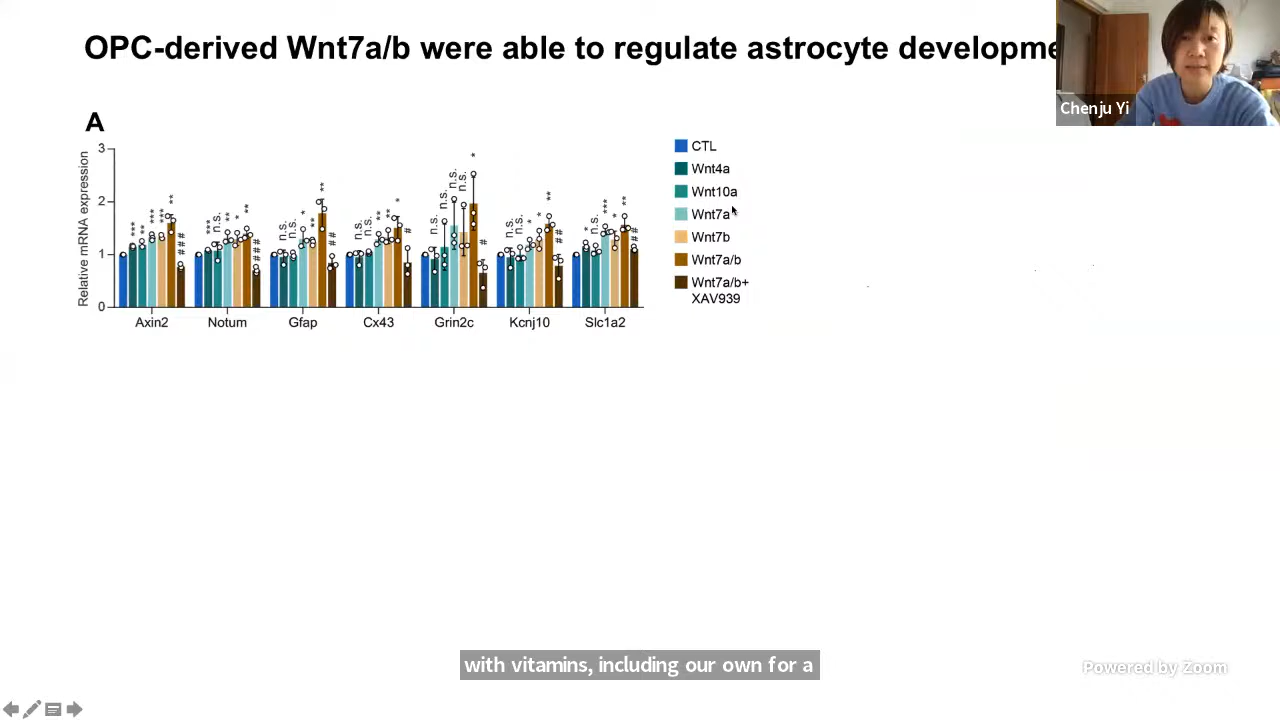 OPC-derived Wnt7a/b were able to regulate astrocyte developme
Chenju Yi
A
Relative mRNA expression
3
2
1
0
***
**
***
***
**
###
***
n.s.
**
*
**
###
n.s.
n.s.
*
**
**
##
n.s.
n.s.
**
**
*
#
n.s.
n.s.
n.s.
n.s.
*
#
n.s.
n.s.
*
*
**
##
*
n.s.
***
*
**
##
Axin2
Notum
Gfap
Cx43
Grin2c
Kcnj10
Slc1a2
CTL
Wnt4a
Wnt10a
Wnt7a
Wnt7b
Wnt7a/b
Wnt7a/b+
XAV939
with vitamins, including our own for a
Powered by Zoom